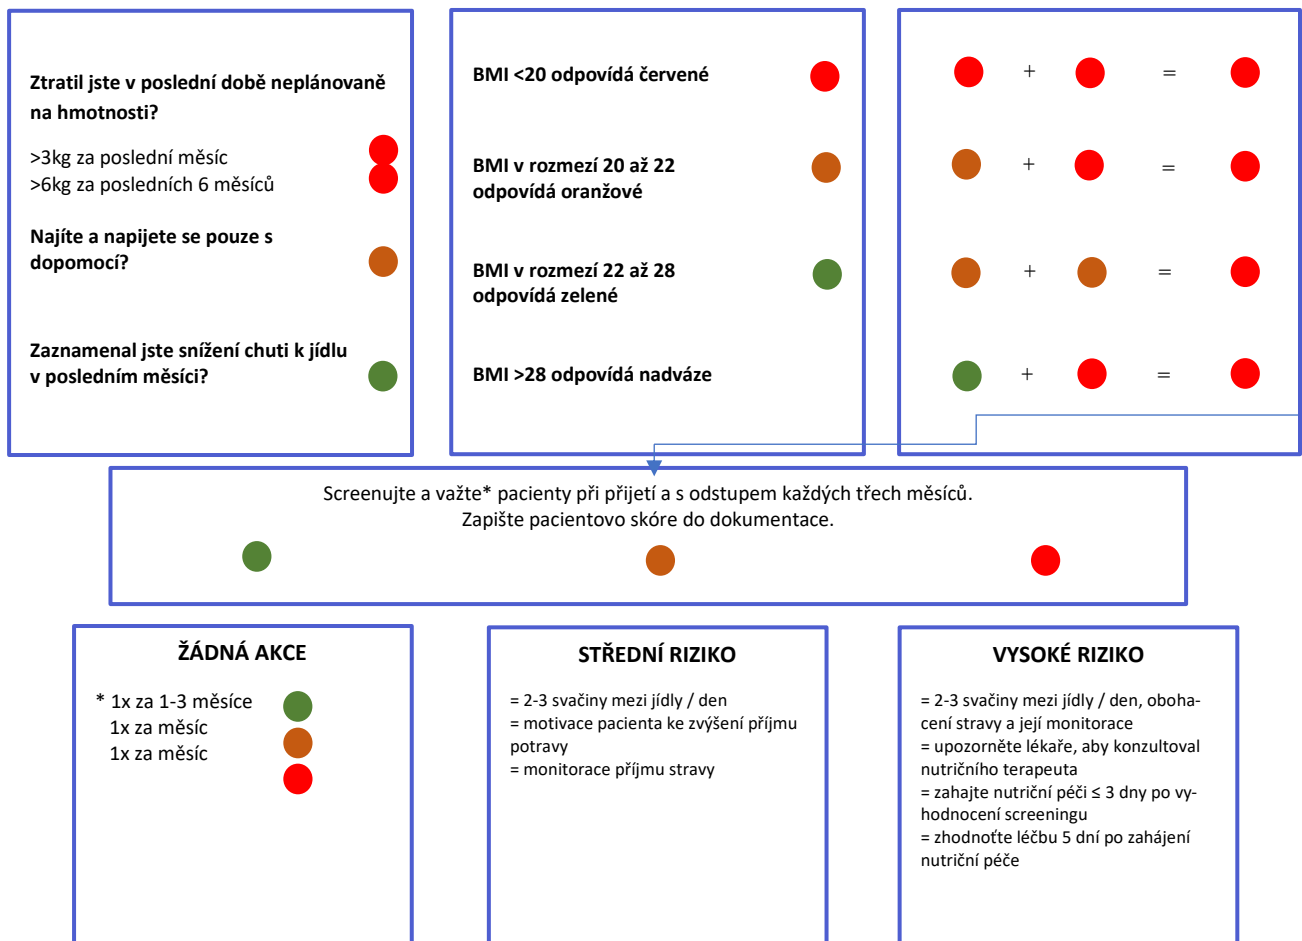 Ztratil jste v poslední době neplánovaně
na hmotnosti?
>3kg za poslední měsíc
>6kg za posledních 6 měsíců
Najíte a napijete se pouze s
dopomocí?
Zaznamenal jste snížení chuti k jídlu
v posledním měsíci?
BMI <20 odpovídá červené
BMI v rozmezí 20 až 22
odpovídá oranžové
BMI v rozmezí 22 až 28
odpovídá zelené
BMI >28 odpovídá nadváze
+ =
+ =
+ =
+ =
Screenujte a važte* pacienty při přijetí a s odstupem každých třech měsíců.
Zapište pacientovo skóre do dokumentace.
ŽÁDNÁ AKCE
* 1x za 1-3 měsíce
1x za měsíc
1x za měsíc
STŘEDNÍ RIZIKO
= 2-3 svačiny mezi jídly / den
= motivace pacienta ke zvýšení příjmu
potravy
= monitorace příjmu stravy
VYSOKÉ RIZIKO
= 2-3 svačiny mezi jídly / den, oboha-
cení stravy a její monitorace
= upozorněte lékaře, aby konzultoval
nutričního terapeuta
= zahajte nutriční péči ≤ 3 dny po vy-
hodnocení screeningu
= zhodnoťte léčbu 5 dní po zahájení
nutriční péče